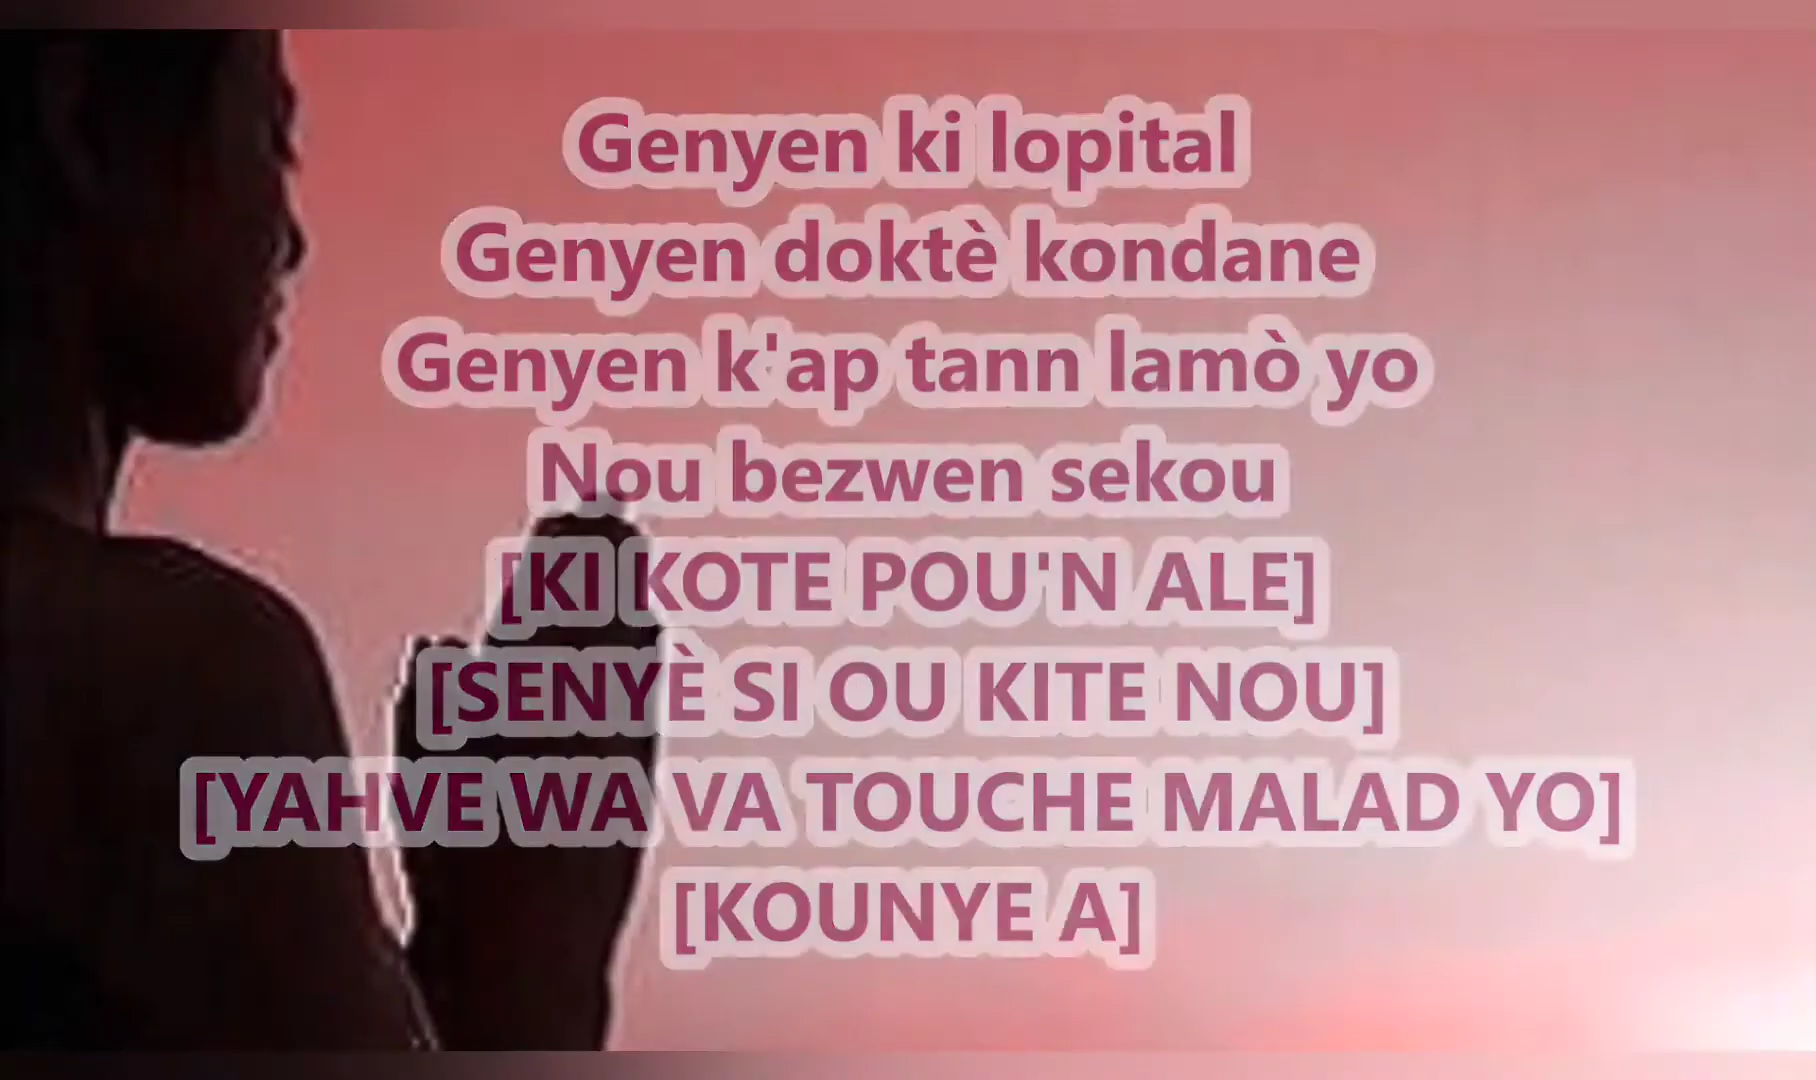 Genyen ki lopital
Genyen doktè kondane
Genyen k'ap tann lamò yo
Nou bezwen sekou
[KI KOTE POU'N ALE]
[SENYÈ SI OU KITE NOU]
[YAHVE WA VA TOUCHE MALAD YO]
[KOUNYE A]